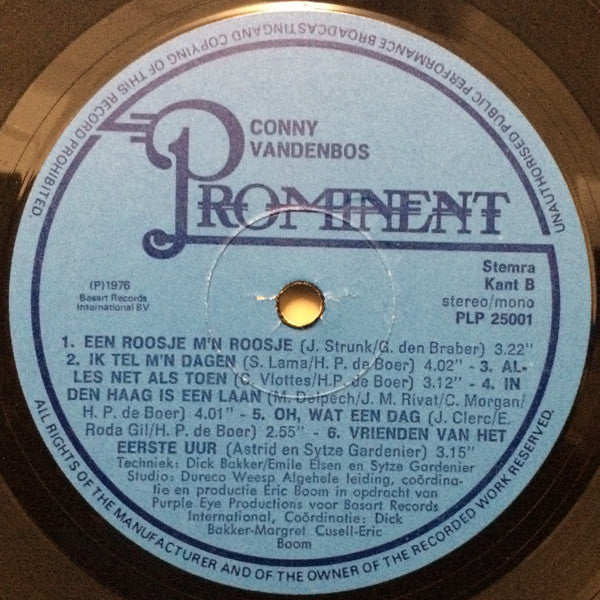 UNAUTHORISED PUBLIC PERFORMANCE BROADCASTING AND COPYING OF THIS RECORD PROHIBITED.
CONNY
VANDENBOS
PROMINENT
(P)1976
Basart Records
International BV
Stemra
Kant B
stereo/mono
PLP 25001
1. EEN ROOSJE M'N ROOSJE (J. Strunk/G. den Braber) 3.22"
2. IK TEL M'N DAGEN (S. Lama/H. P. de Boer) 4.02" - 3. AL-
LES NET ALS TOEN (C. Vlottes/H.P. de Boer) 3.12" - 4. IN
DEN HAAG IS EEN LAAN (M. Delpech/J. M. Rivat/C. Morgan/
H. P. de Boer) 4.01" - 5. OH, WAT EEN DAG (J. Clerc/E.
Roda Gil/H. P. de Boer) 2.55" - 6. VRIENDEN VAN HET
EERSTE UUR (Astrid en Sytze Gardenier) 3.15"
Techniek: Dick Bakker/Emile Elsen en Sytze Gardenier
Studio: Dureco Weesp Algehele leiding, coördina-
tie en produktie Eric Boom in opdracht van
Purple Eye Productions voor Basart Records
International, Coördinatie: Dick
Bakker-Margret Cusell-Eric
Boom
ALL RIGHTS OF THE MANUFACTURER AND OF THE OWNER OF THE RECORDED WORK RESERVED.